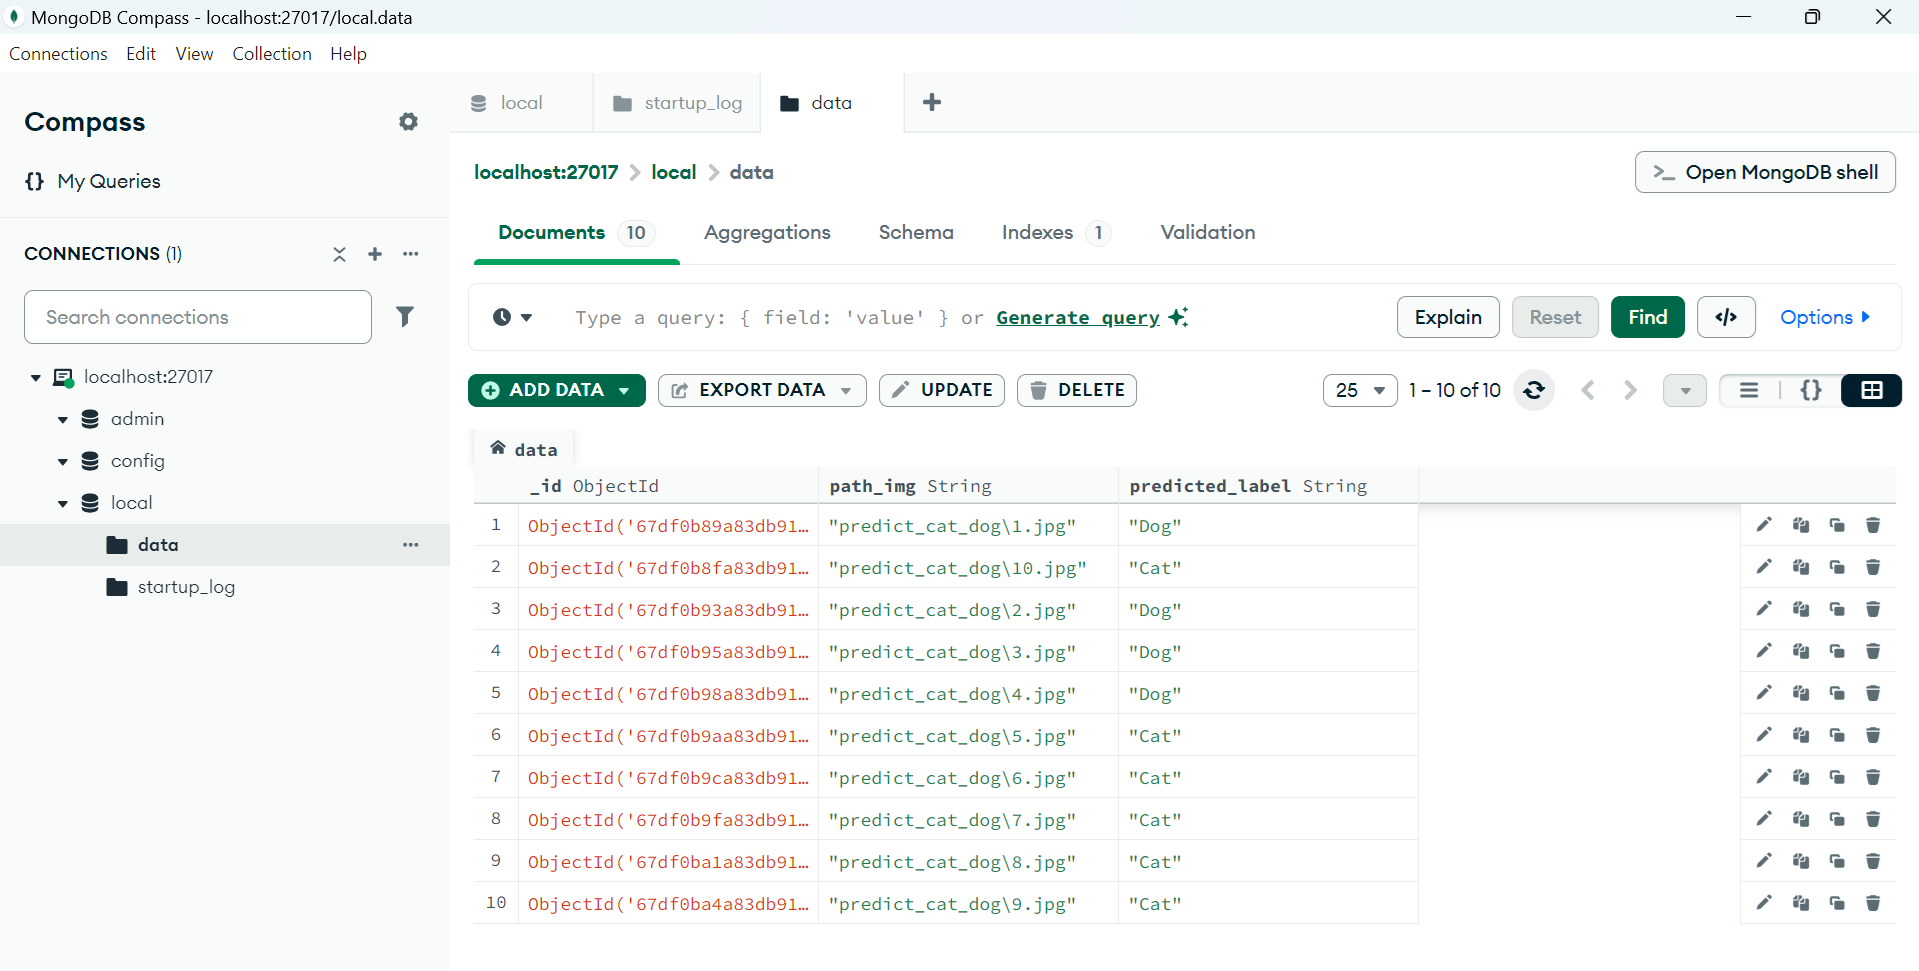 MongoDB Compass - localhost:27017/local.data
Connections Edit View Collection Help
Compass
{} My Queries
CONNECTIONS (1)
Search connections
localhost:27017
admin
config
local
data
startup_log
local startup_log data
localhost:27017 > local > data
>_ Open MongoDB shell
Documents 10 Aggregations Schema Indexes 1 Validation
Type a query: { field: 'value' } or Generate query
Explain Reset Find </> Options
ADD DATA EXPORT DATA UPDATE DELETE
25 1 – 10 of 10 {}
data
_id ObjectId path_img String predicted_label String
1 ObjectId('67df0b89a83db91… "predict_cat_dog\1.jpg" "Dog"
2 ObjectId('67df0b8fa83db91… "predict_cat_dog\10.jpg" "Cat"
3 ObjectId('67df0b93a83db91… "predict_cat_dog\2.jpg" "Dog"
4 ObjectId('67df0b95a83db91… "predict_cat_dog\3.jpg" "Dog"
5 ObjectId('67df0b98a83db91… "predict_cat_dog\4.jpg" "Dog"
6 ObjectId('67df0b9aa83db91… "predict_cat_dog\5.jpg" "Cat"
7 ObjectId('67df0b9ca83db91… "predict_cat_dog\6.jpg" "Cat"
8 ObjectId('67df0b9fa83db91… "predict_cat_dog\7.jpg" "Cat"
9 ObjectId('67df0ba1a83db91… "predict_cat_dog\8.jpg" "Cat"
10 ObjectId('67df0ba4a83db91… "predict_cat_dog\9.jpg" "Cat"